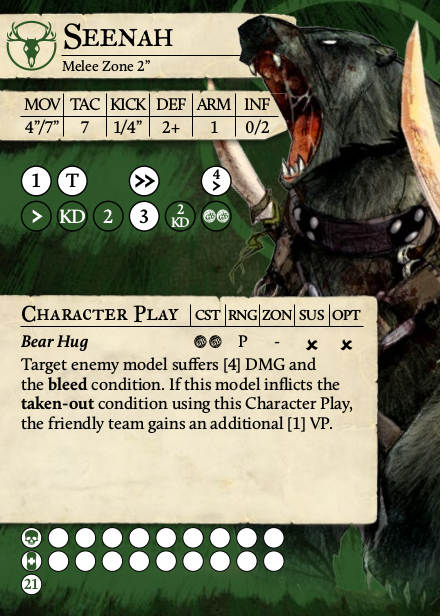 SEENAH
Melee Zone 2"
MOV TAC KICK DEF ARM INF
4"/7" 7 1/4" 2+ 1 0/2
1 T >> 4 >
> KD 2 3 2 KD
CHARACTER PLAY CST RNG ZON SUS OPT
Bear Hug P - × ×
Target enemy model suffers [4] DMG and
the bleed condition. If this model inflicts the
taken-out condition using this Character Play,
the friendly team gains an additional [1] VP.
21